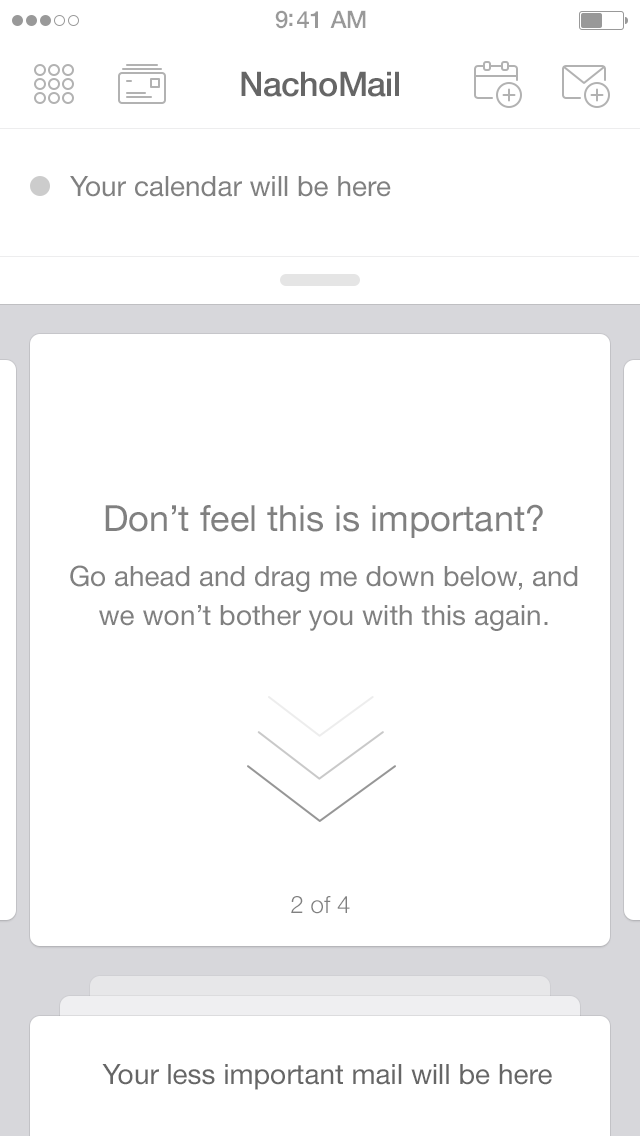 9:41 AM
NachoMail
Your calendar will be here
Don’t feel this is important?
Go ahead and drag me down below, and
we won’t bother you with this again.
2 of 4
Your less important mail will be here